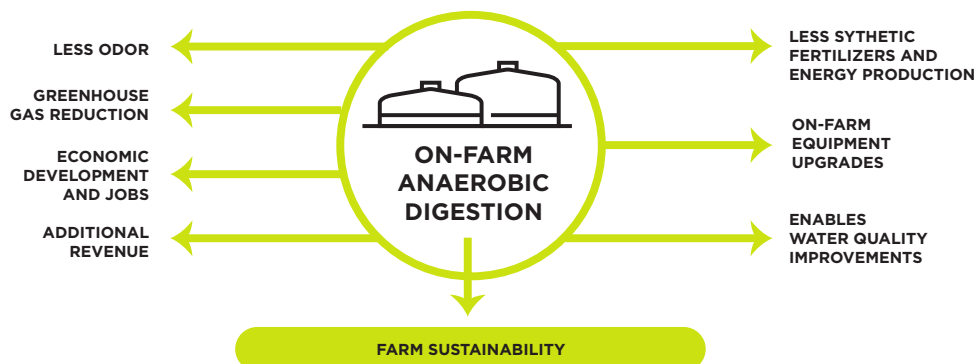 LESS ODOR
GREENHOUSE
GAS REDUCTION
ECONOMIC
DEVELOPMENT
AND JOBS
ADDITIONAL
REVENUE
ON-FARM
ANAEROBIC
DIGESTION
LESS SYTHETIC
FERTILIZERS AND
ENERGY PRODUCTION
ON-FARM
EQUIPMENT
UPGRADES
ENABLES
WATER QUALITY
IMPROVEMENTS
FARM SUSTAINABILITY